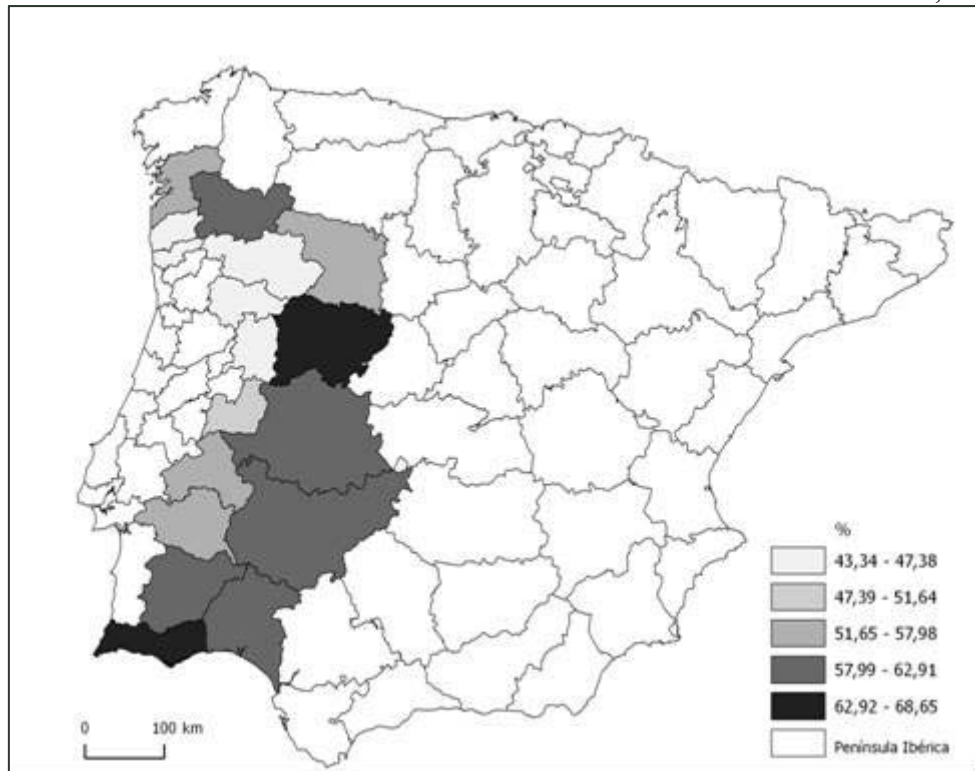 %
43,34 - 47,38
47,39 - 51,64
51,65 - 57,98
57,99 - 62,91
62,92 - 68,65
Península Ibérica
0 100 km